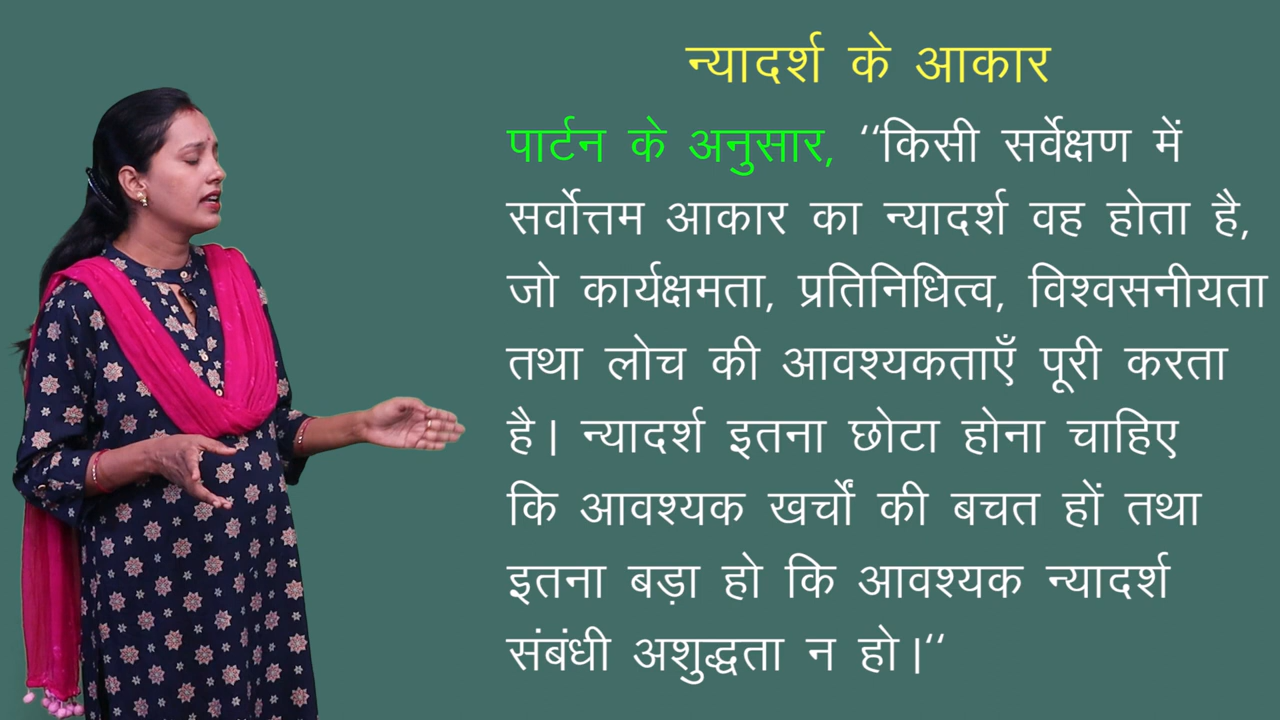 न्यादर्श के आकार
पार्टन के अनुसार, ‘‘किसी सर्वेक्षण में
सर्वोत्तम आकार का न्यादर्श वह होता है,
जो कार्यक्षमता, प्रतिनिधित्व, विश्वसनीयता
तथा लोच की आवश्यकताएँ पूरी करता
है। न्यादर्श इतना छोटा होना चाहिए
कि आवश्यक खर्चों की बचत हों तथा
इतना बड़ा हो कि आवश्यक न्यादर्श
संबंधी अशुद्धता न हो।‘‘